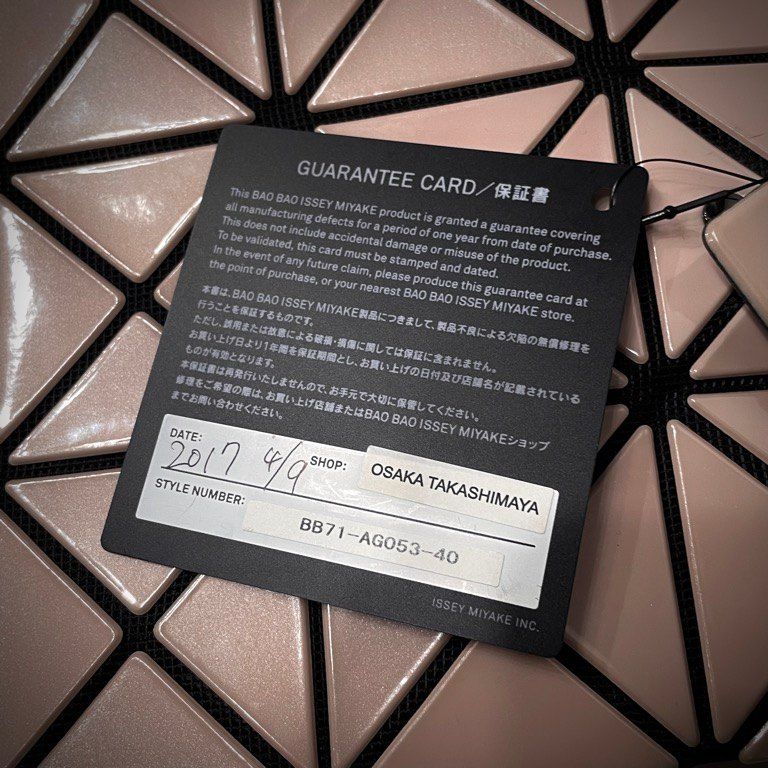 GUARANTEE CARD／保証書
This BAO BAO ISSEY MIYAKE product is granted a guarantee covering
all manufacturing defects for a period of one year from date of purchase.
This does not include accidental damage or misuse of the product.
To be validated, this card must be stamped and dated.
In the event of any future claim, please produce this guarantee card at
the point of purchase, or your nearest BAO BAO ISSEY MIYAKE store.
本書は、BAO BAO ISSEY MIYAKE製品につきまして、製品不良による欠陥の無償修理を
行うことを保証するものです。
ただし、誤用または故意による破損・損傷に関しては保証に含まれません。
お買い上げ日より1年間を保証期間とし、お買い上げの日付及び店舗名が記載されている
ものが有効となります。
本保証書は再発行いたしませんので、お手元で大切に保管してください。
修理をご希望の際は、お買い上げ店舗またはBAO BAO ISSEY MIYAKEショップ
までお問い合わせください。
DATE: 2017 4/9 SHOP: OSAKA TAKASHIMAYA
STYLE NUMBER: BB71-AG053-40
ISSEY MIYAKE INC.